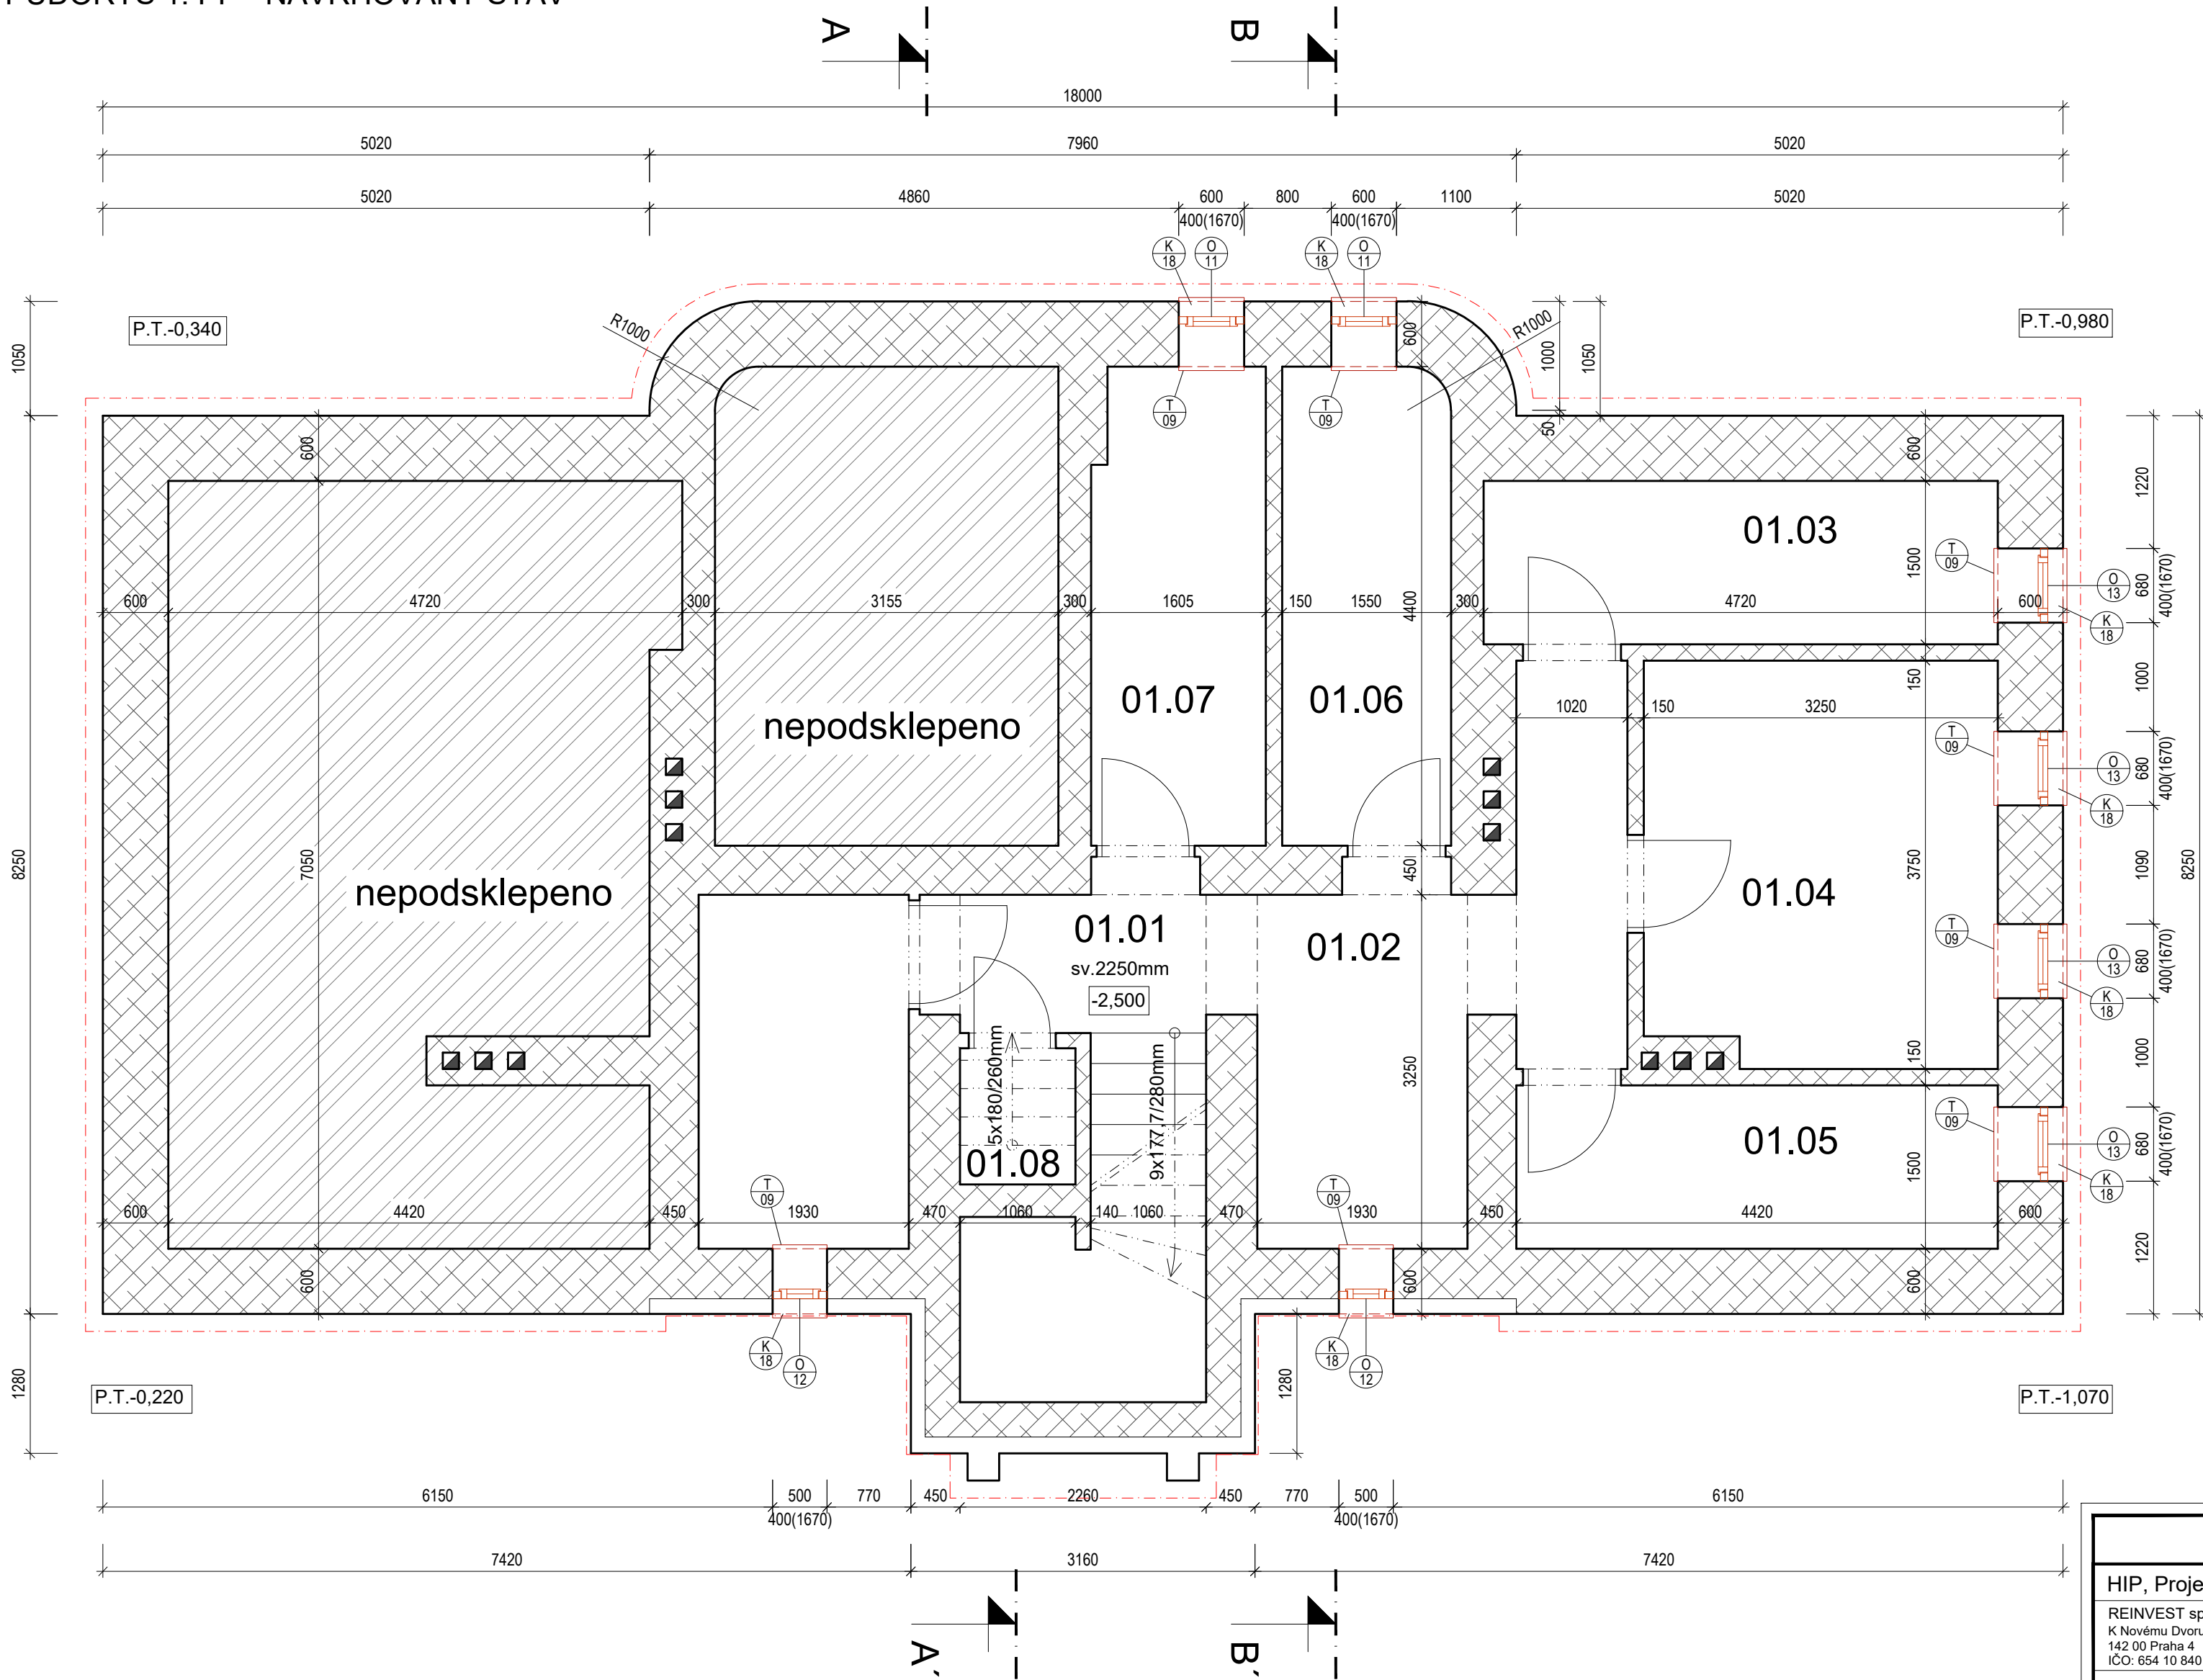 A
B
18000
5020
7960
5020
5020
4860
600
800
600
1100
5020
400(1670)
400(1670)
K
18
O
11
K
18
O
11
P.T.-0,340
P.T.-0,980
R1000
R1000
600
1000
1050
50
1050
T
09
T
09
600
600
1220
01.03
T
09
1500
O
13
680
400(1670)
K
18
600
4720
300
3155
300
1605
150
1550
4400
300
4720
600
01.07
01.06
150
1000
1020
150
3250
nepodsklepeno
T
09
O
13
680
400(1670)
K
18
8250
7050
nepodsklepeno
450
01.04
3750
1090
8250
01.01
sv.2250mm
-2,500
01.02
T
09
O
13
680
400(1670)
K
18
5x180/260mm
9x177,7/280mm
3250
150
1000
01.08
01.05
T
09
O
13
680
400(1670)
K
18
1500
T
09
T
09
600
4420
450
1930
470
1060
140
1060
470
1930
450
4420
600
600
600
600
1220
K
18
O
12
K
18
O
12
1280
1280
P.T.-0,220
P.T.-1,070
6150
500
770
450
2260
450
770
500
6150
400(1670)
400(1670)
7420
3160
7420
A´
B´
HIP, Proje
REINVEST sp
K Novému Dvoru
142 00 Praha 4
IČO: 654 10 840